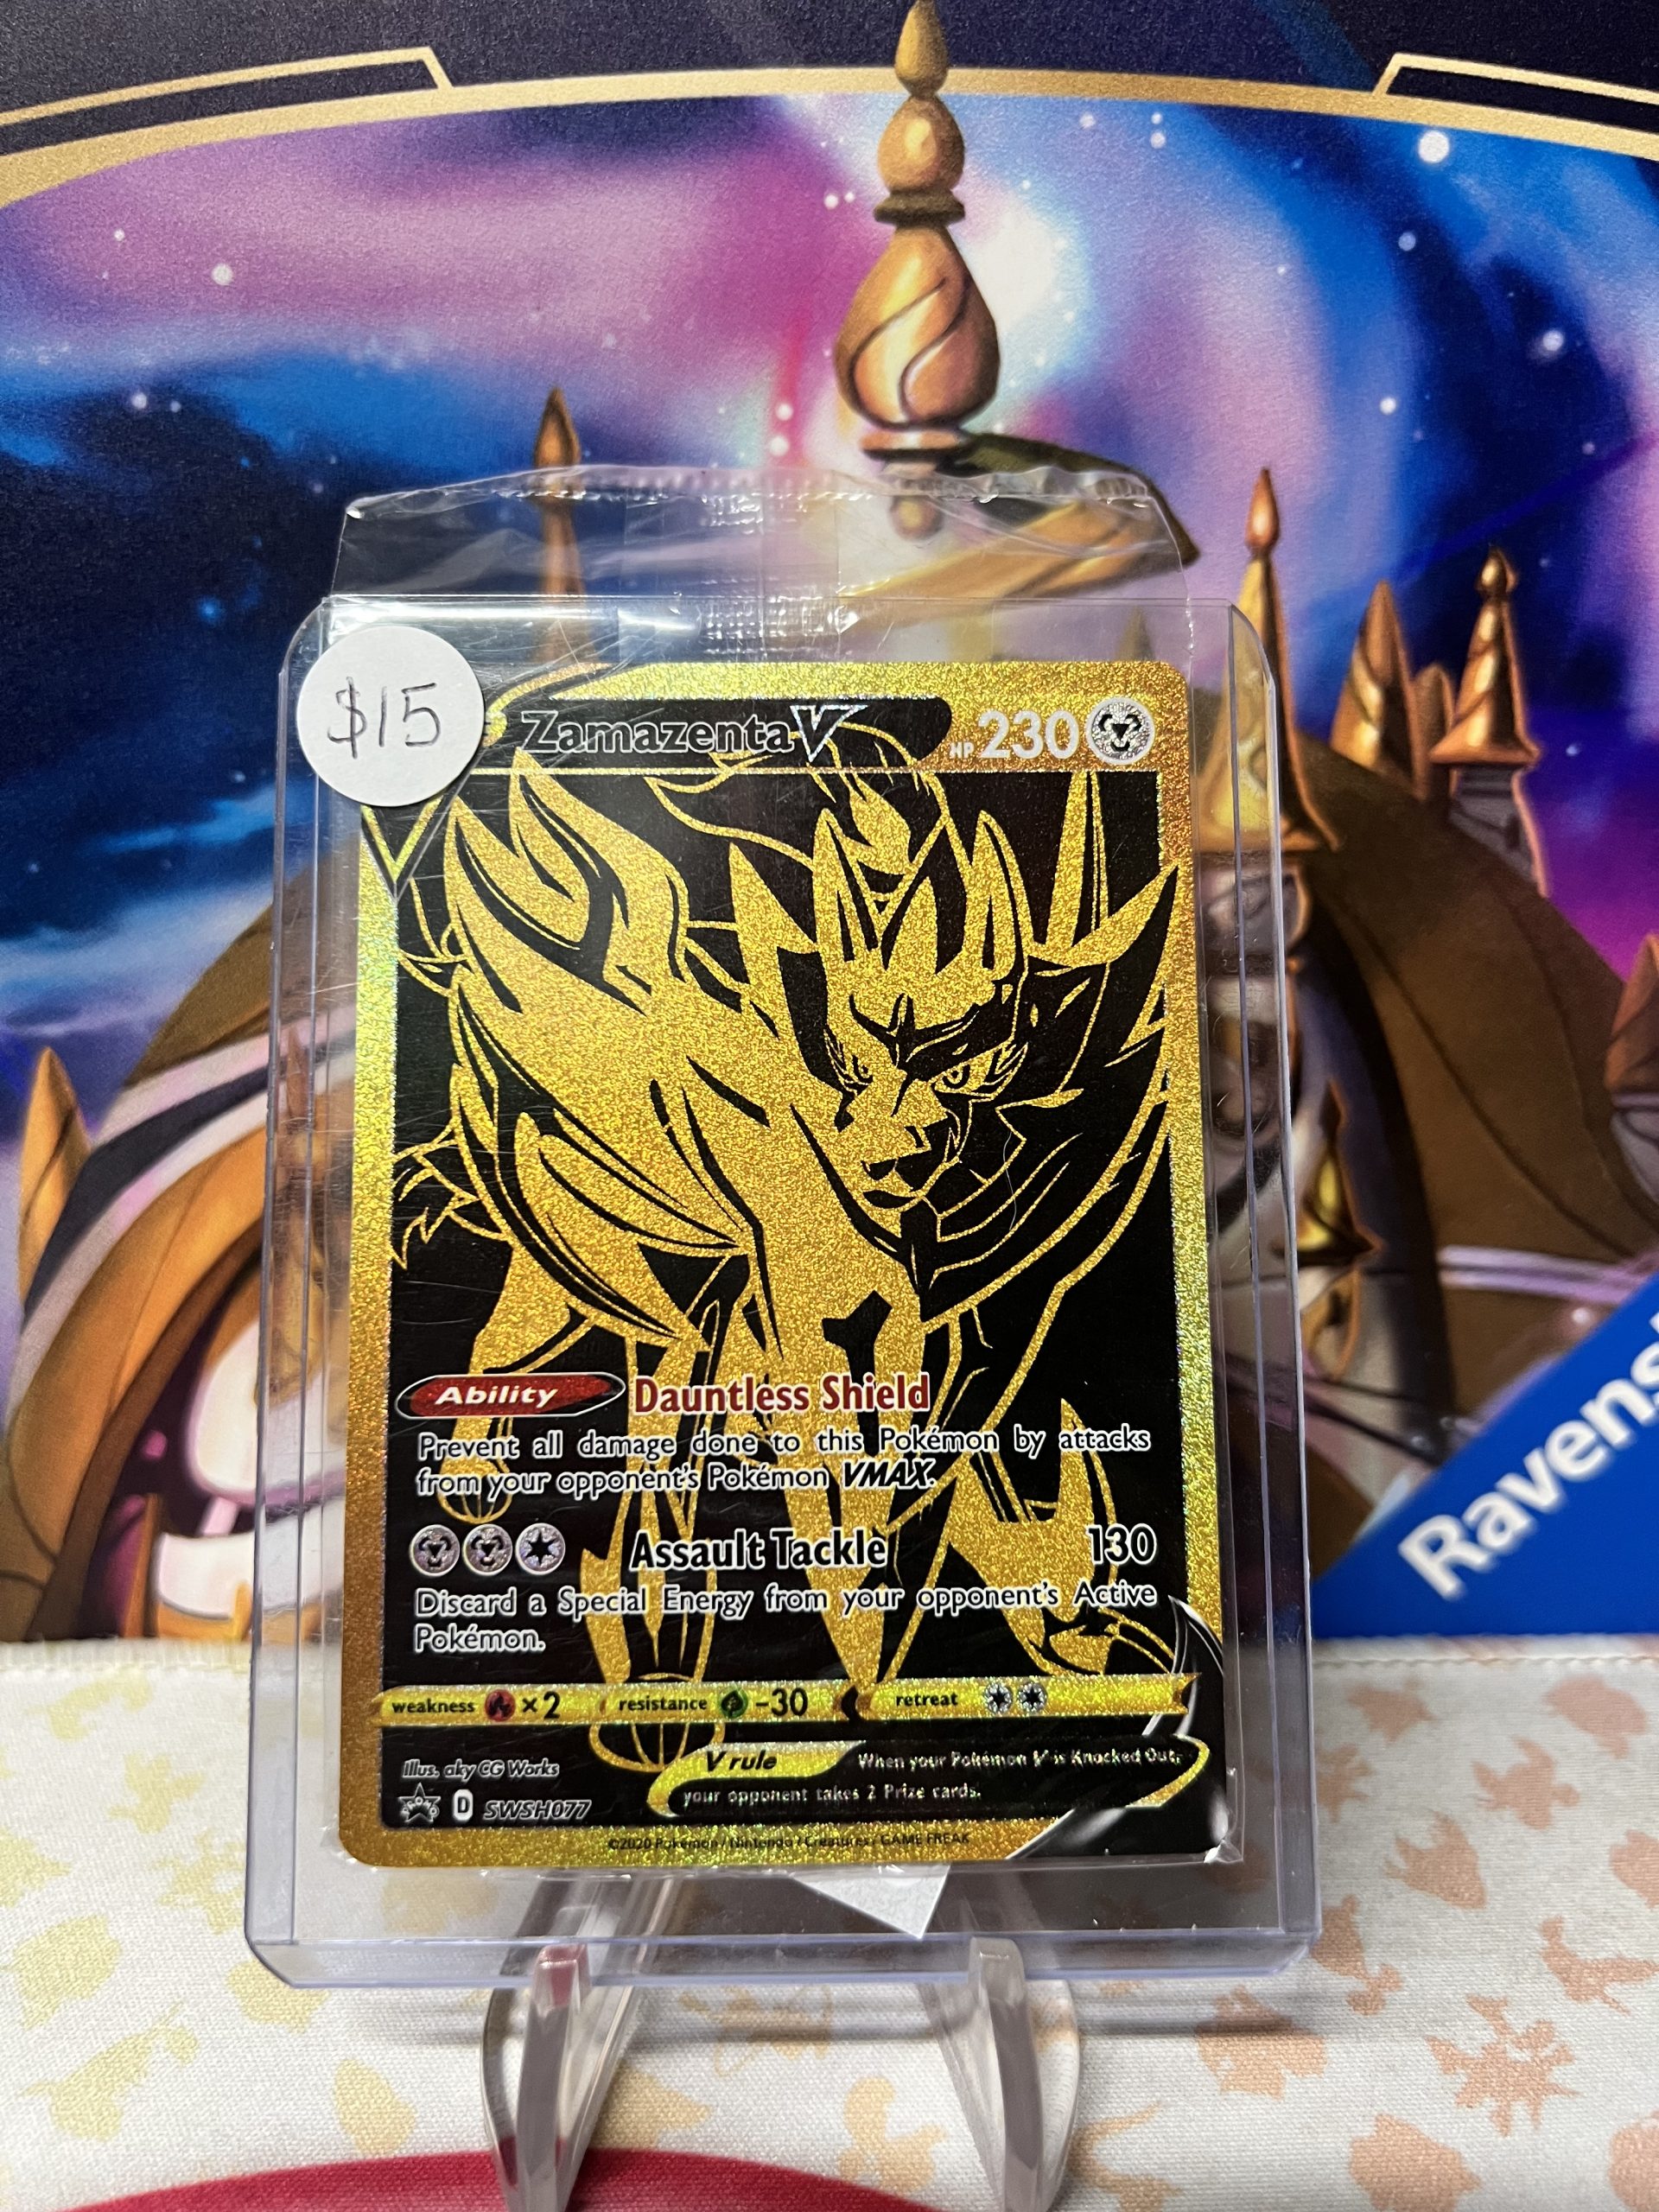 $15
Zamazenta V
HP 230
Ability Dauntless Shield
Prevent all damage done to this Pokémon by attacks
from your opponent's Pokémon VMAX.
Assault Tackle 130
Discard a Special Energy from your opponent's Active
Pokémon.
weakness ×2 resistance -30 retreat
Illus. aky CG Works
V rule When your Pokémon V is Knocked Out,
your opponent takes 2 Prize cards.
D SWSH077
©2020 Pokémon / Nintendo / Creatures / GAME FREAK